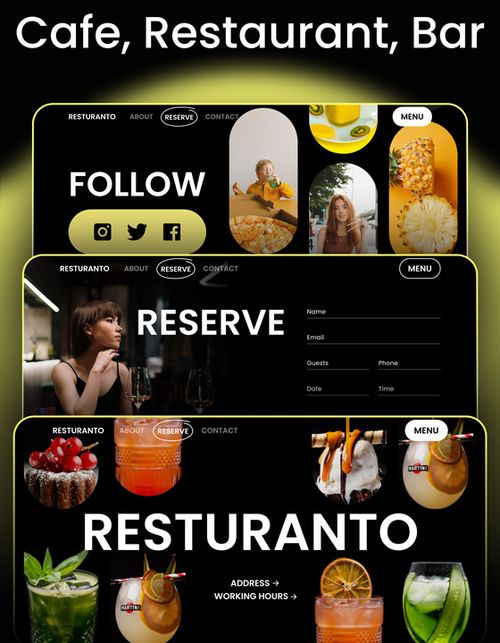 Cafe, Restaurant, Bar
RESTURANTO ABOUT RESERVE CONTACT MENU
FOLLOW
RESTURANTO ABOUT RESERVE CONTACT MENU
RESERVE
Name
Email
Guests Phone
Date Time
RESTURANTO ABOUT RESERVE CONTACT MENU
MARTINI
RESTURANTO
MARTINI
ADDRESS →
WORKING HOURS →